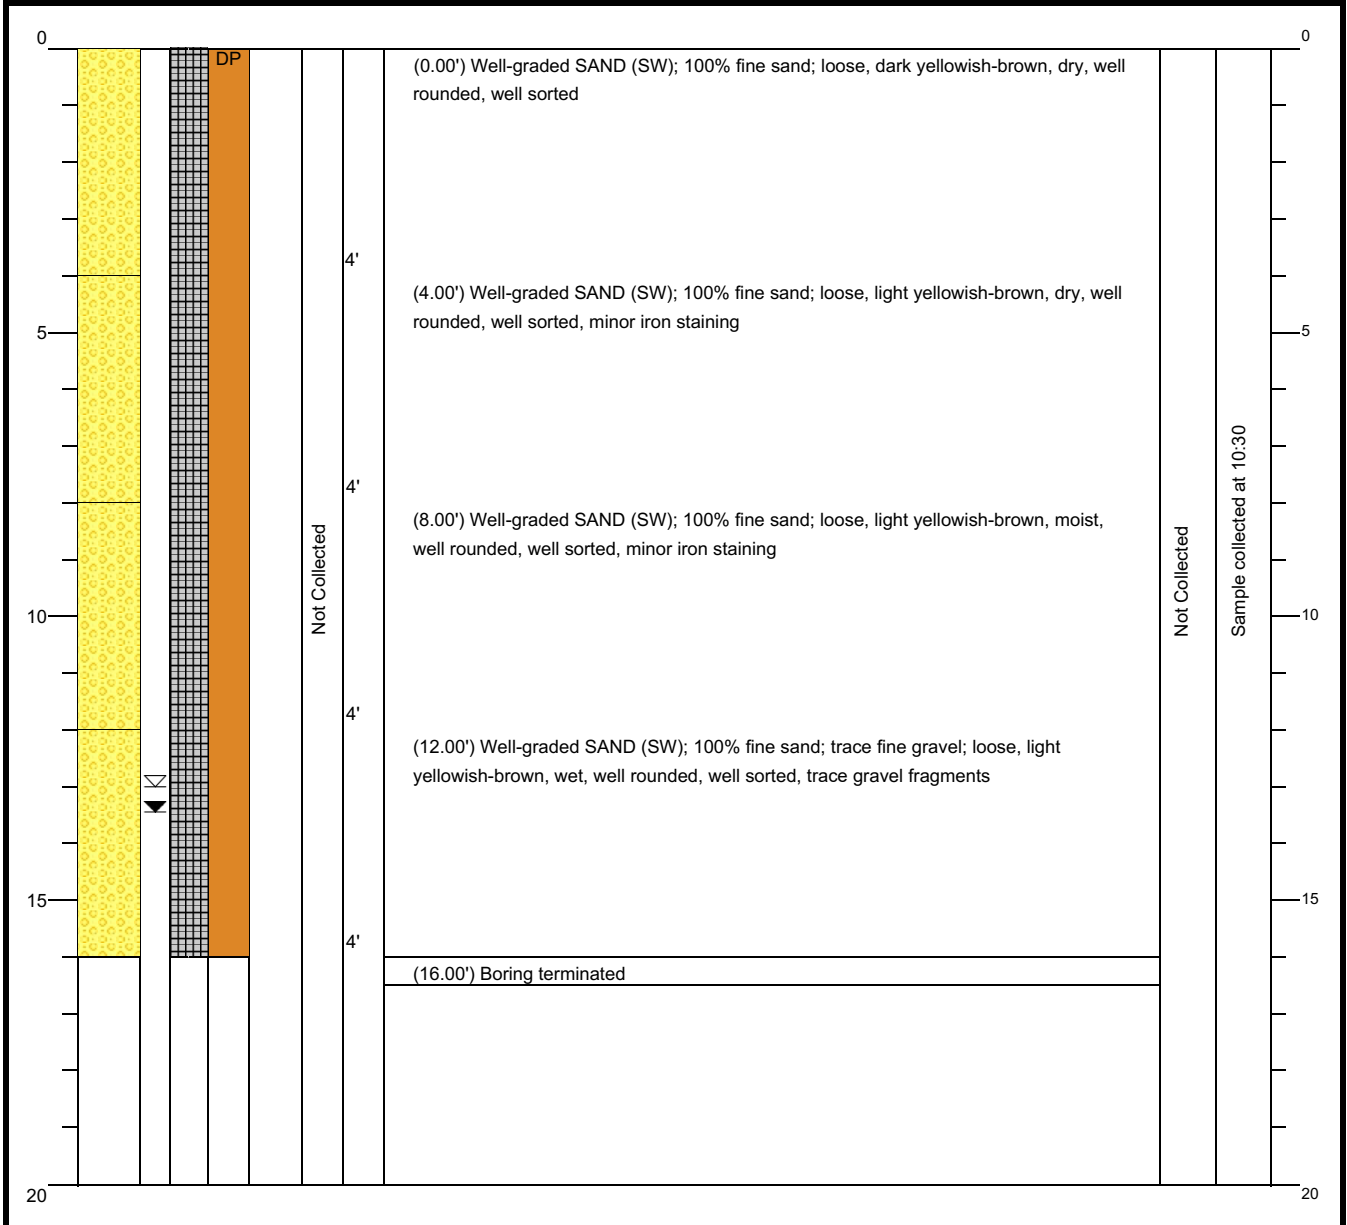 0
0
DP
(0.00') Well-graded SAND (SW); 100% fine sand; loose, dark yellowish-brown, dry, well
rounded, well sorted
4'
(4.00') Well-graded SAND (SW); 100% fine sand; loose, light yellowish-brown, dry, well
rounded, well sorted, minor iron staining
5
5
4'
(8.00') Well-graded SAND (SW); 100% fine sand; loose, light yellowish-brown, moist,
well rounded, well sorted, minor iron staining
Not Collected
Not Collected
Sample collected at 10:30
10
10
4'
(12.00') Well-graded SAND (SW); 100% fine sand; trace fine gravel; loose, light
yellowish-brown, wet, well rounded, well sorted, trace gravel fragments
15
15
4'
(16.00') Boring terminated
20
20